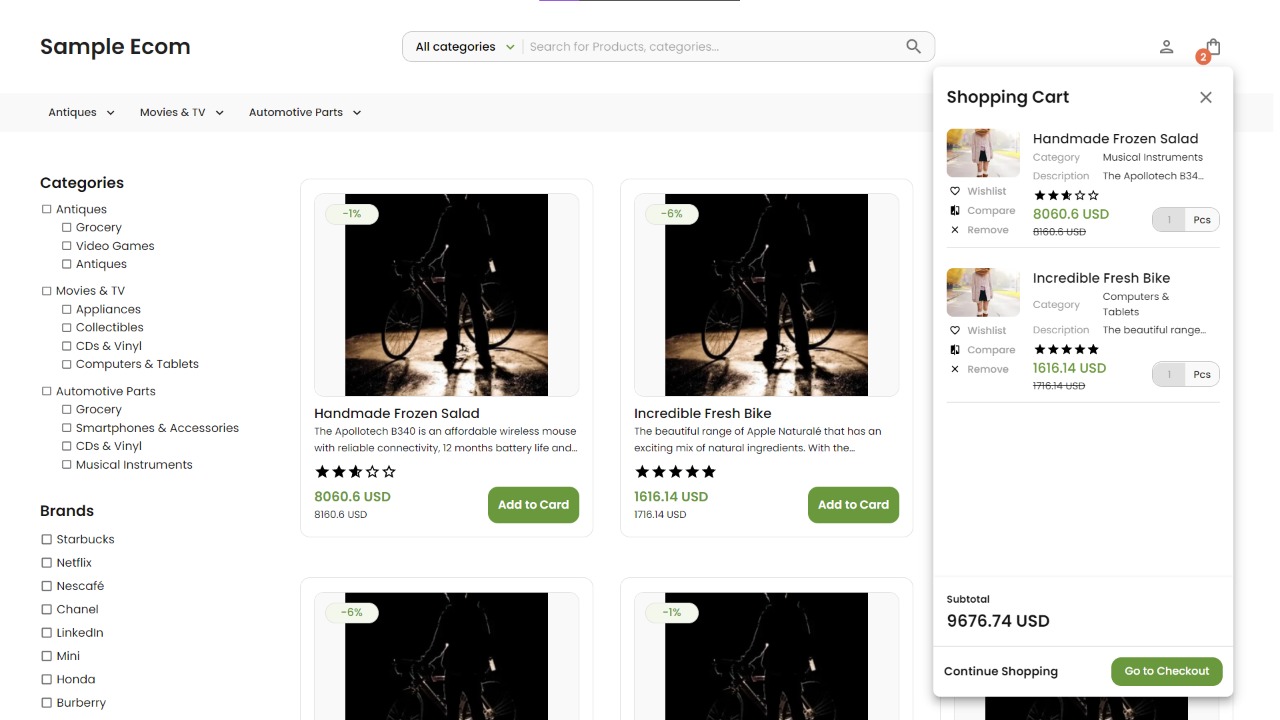 Sample Ecom
All categories
Search for Products, categories...
2
Antiques
Movies & TV
Automotive Parts
Categories
Antiques
Grocery
Video Games
Antiques
Movies & TV
Appliances
Collectibles
CDs & Vinyl
Computers & Tablets
Automotive Parts
Grocery
Smartphones & Accessories
CDs & Vinyl
Musical Instruments
Brands
Starbucks
Netflix
Nescafé
Chanel
LinkedIn
Mini
Honda
Burberry
-1%
Handmade Frozen Salad
The Apollotech B340 is an affordable wireless mouse
with reliable connectivity, 12 months battery life and...
8060.6 USD
8160.6 USD
Add to Card
-6%
Incredible Fresh Bike
The beautiful range of Apple Naturalé that has an
exciting mix of natural ingredients. With the...
1616.14 USD
1716.14 USD
Add to Card
-6%
-1%
Shopping Cart
Handmade Frozen Salad
Category Musical Instruments
Description The Apollotech B34...
Wishlist
Compare
Remove
8060.6 USD
8160.6 USD
1 Pcs
Incredible Fresh Bike
Category Computers &
Tablets
Description The beautiful range...
Wishlist
Compare
Remove
1616.14 USD
1716.14 USD
1 Pcs
Subtotal
9676.74 USD
Continue Shopping
Go to Checkout